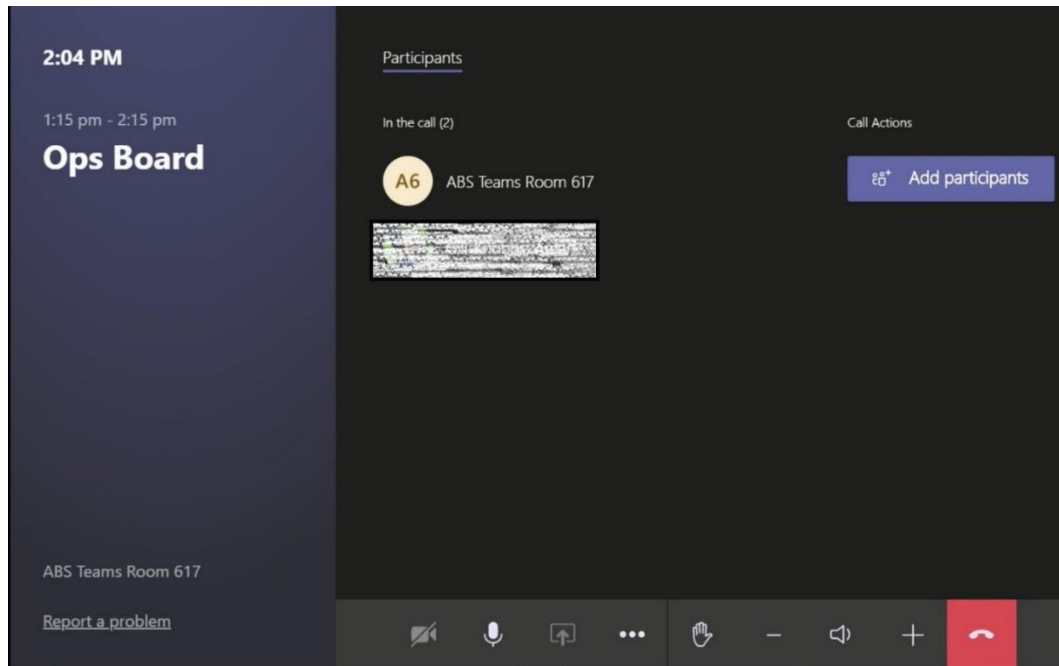 2:04 PM
1:15 pm - 2:15 pm
Ops Board
ABS Teams Room 617
Report a problem
Participants
In the call (2)
A6 ABS Teams Room 617
Call Actions
Add participants